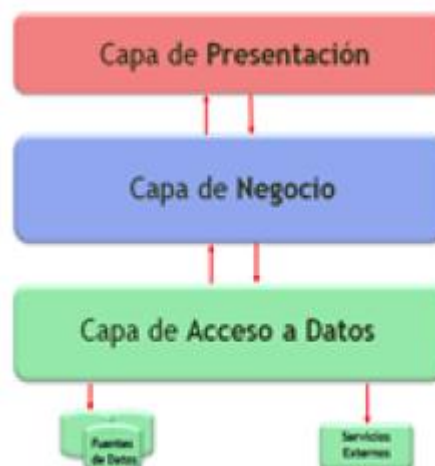 Capa de Presentación
Capa de Negocio
Capa de Acceso a Datos
Fuentes
de Datos
Servicios
Externos